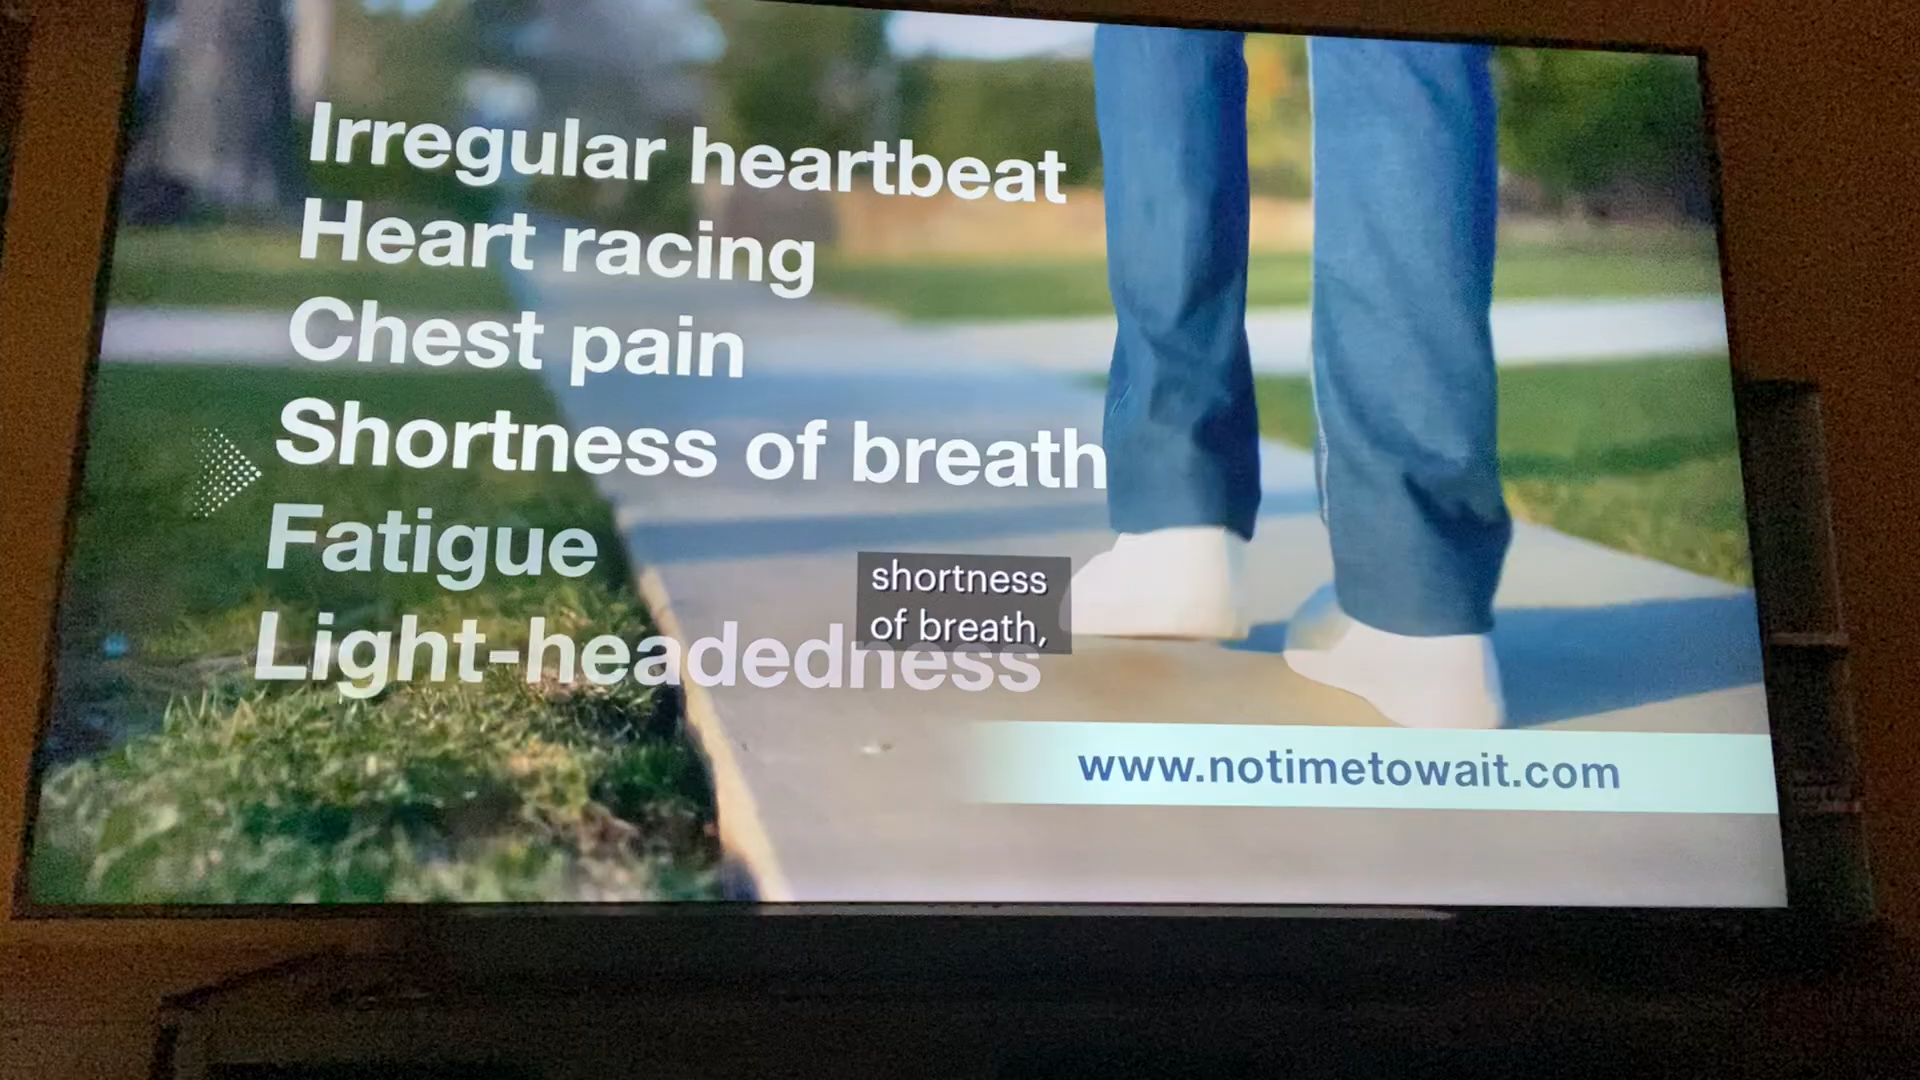 Irregular heartbeat
Heart racing
Chest pain
Shortness of breath
Fatigue
Light-headedness
shortness
of breath,
www.notimetowait.com